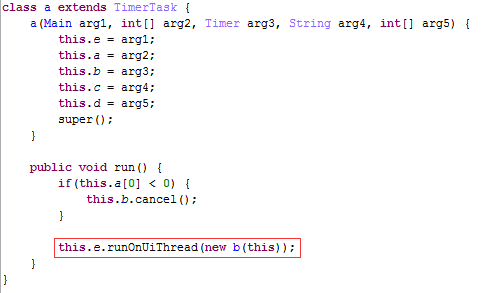 class a extends TimerTask {
    a(Main arg1, int[] arg2, Timer arg3, String arg4, int[] arg5) {
        this.e = arg1;
        this.a = arg2;
        this.b = arg3;
        this.c = arg4;
        this.d = arg5;
        super();
    }

    public void run() {
        if(this.a[0] < 0) {
            this.b.cancel();
        }

        this.e.runOnUiThread(new b(this));
    }
}